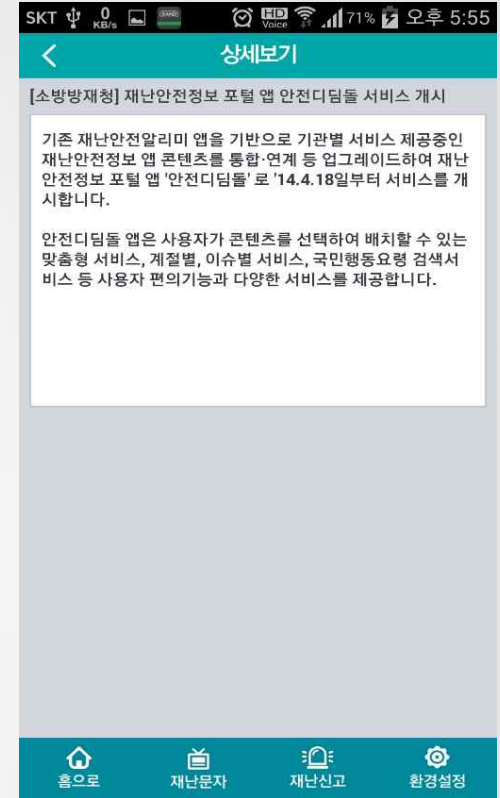 SKT 0 KB/s HD Voice 71% 오후 5:55
상세보기
[소방방재청] 재난안전정보 포털 앱 안전디딤돌 서비스 개시
기존 재난안전알리미 앱을 기반으로 기관별 서비스 제공중인
재난안전정보 앱 콘텐츠를 통합·연계 등 업그레이드하여 재난
안전정보 포털 앱 '안전디딤돌' 로 '14.4.18일부터 서비스를 개
시합니다.
안전디딤돌 앱은 사용자가 콘텐츠를 선택하여 배치할 수 있는
맞춤형 서비스, 계절별, 이슈별 서비스, 국민행동요령 검색서
비스 등 사용자 편의기능과 다양한 서비스를 제공합니다.
홈으로 재난문자 재난신고 환경설정